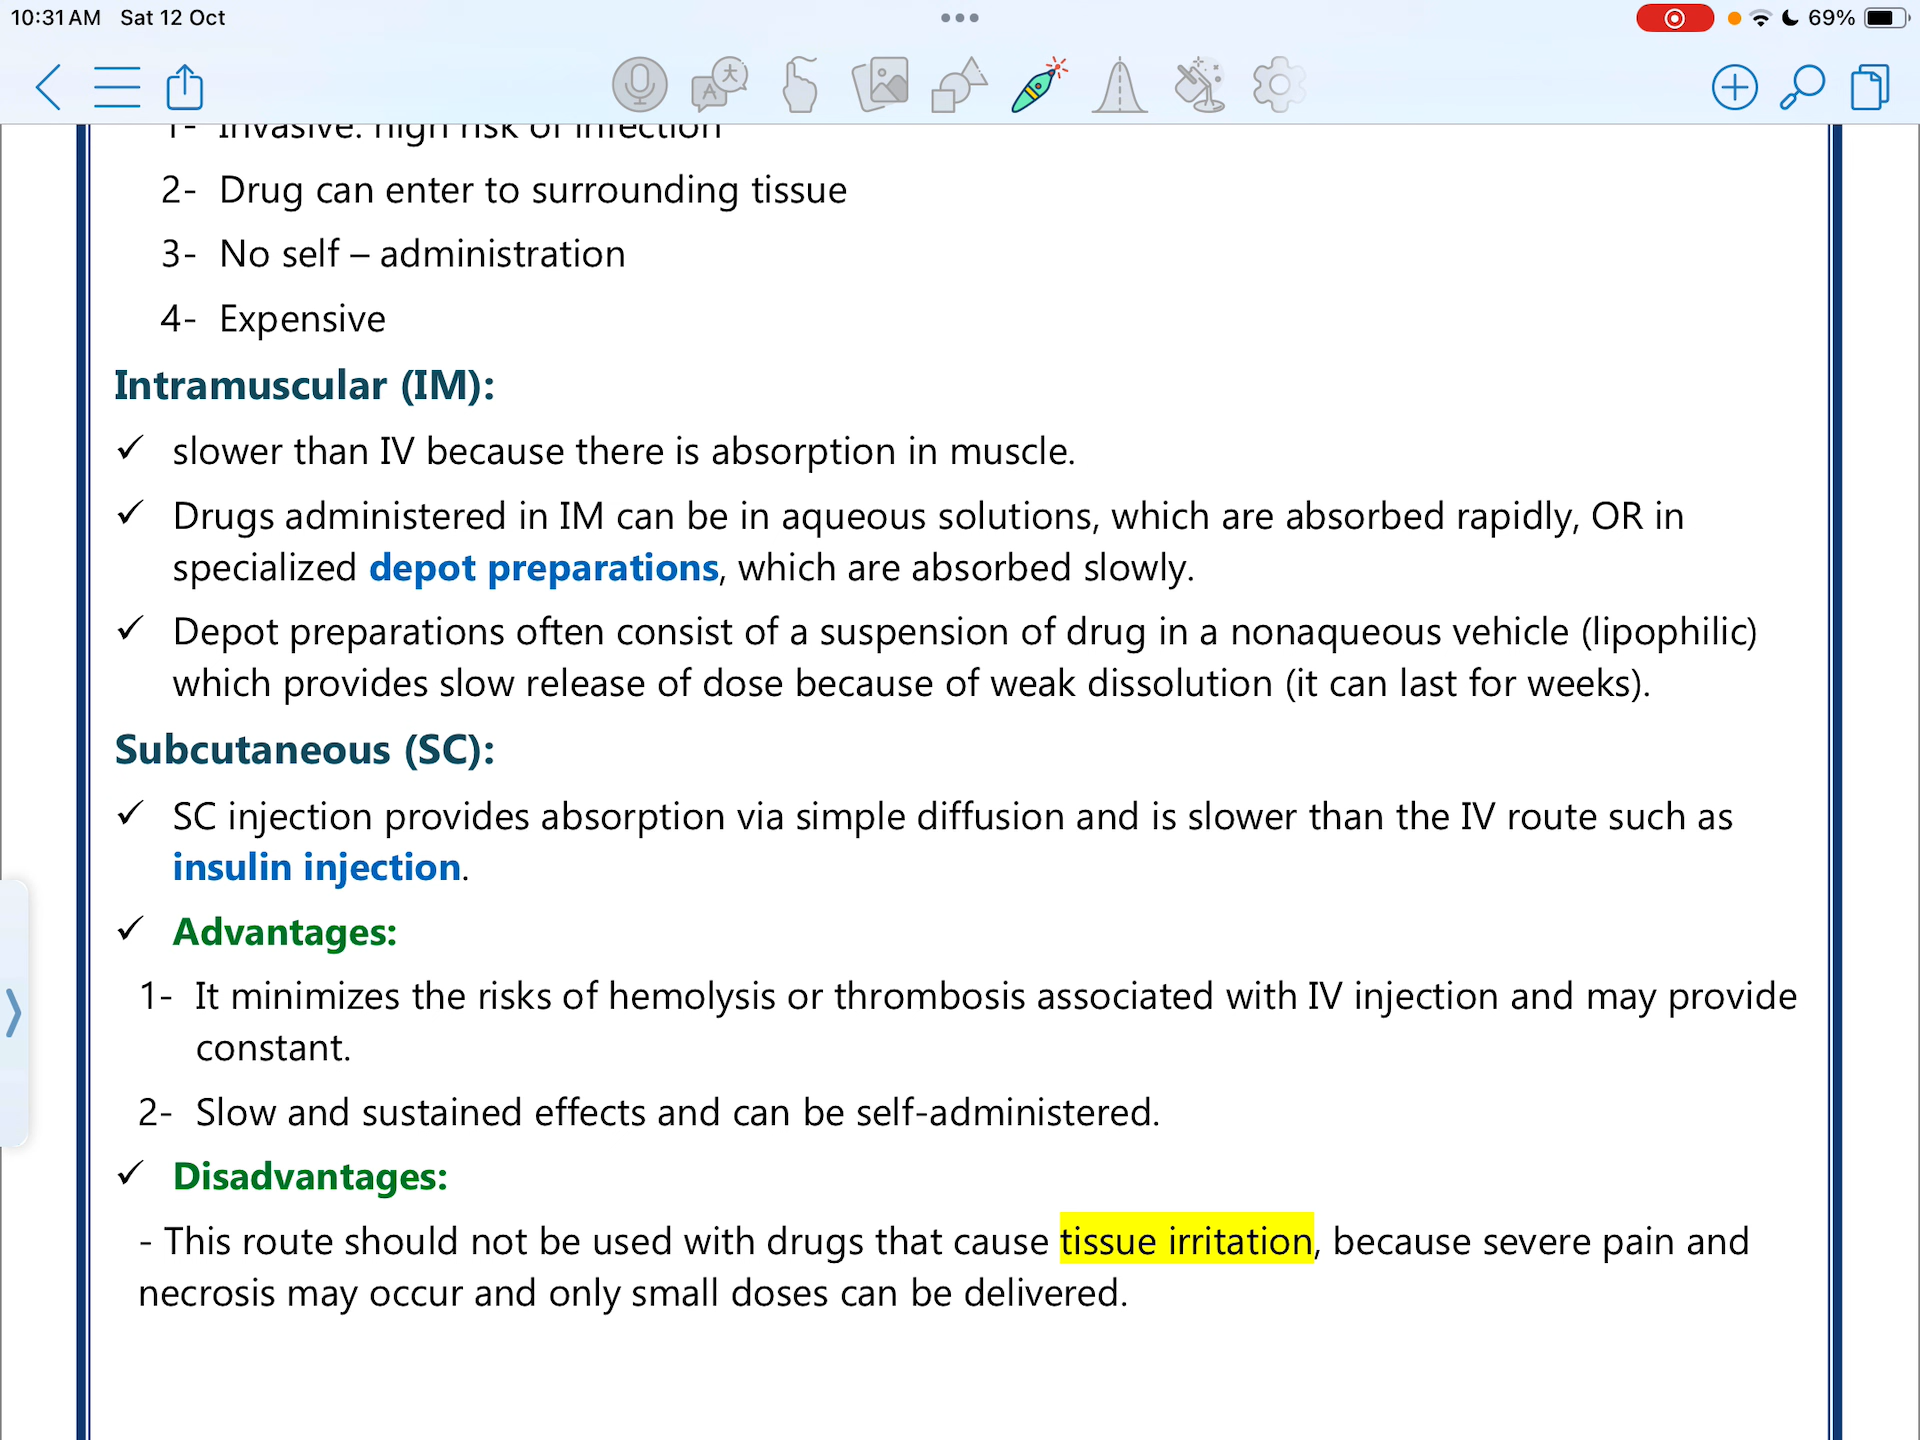 10:31 AM Sat 12 Oct
69%
1- Invasive: high risk of infection
2- Drug can enter to surrounding tissue
3- No self – administration
4- Expensive
Intramuscular (IM):
✓ slower than IV because there is absorption in muscle.
✓ Drugs administered in IM can be in aqueous solutions, which are absorbed rapidly, OR in
specialized depot preparations, which are absorbed slowly.
✓ Depot preparations often consist of a suspension of drug in a nonaqueous vehicle (lipophilic)
which provides slow release of dose because of weak dissolution (it can last for weeks).
Subcutaneous (SC):
✓ SC injection provides absorption via simple diffusion and is slower than the IV route such as
insulin injection.
✓ Advantages:
1- It minimizes the risks of hemolysis or thrombosis associated with IV injection and may provide
constant.
2- Slow and sustained effects and can be self-administered.
✓ Disadvantages:
- This route should not be used with drugs that cause tissue irritation, because severe pain and
necrosis may occur and only small doses can be delivered.